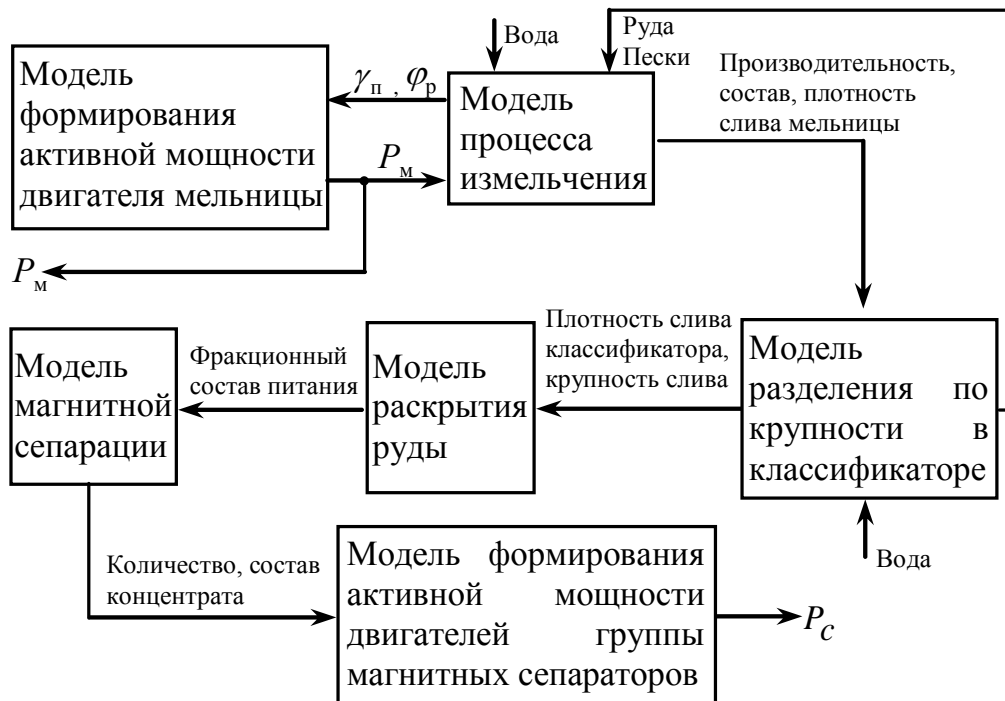 Модель
формирования
активной мощности
двигателя мельницы
γп , φр
Pм
Pм
Вода
Модель
процесса
измельчения
Руда
Пески
Производительность,
состав, плотность
слива мельницы
Модель
магнитной
сепарации
Фракционный
состав питания
Модель
раскрытия
руды
Плотность слива
классификатора,
крупность слива
Модель
разделения по
крупности в
классификаторе
Вода
Количество, состав
концентрата
Модель формирования
активной мощности
двигателей группы
магнитных сепараторов
Pс